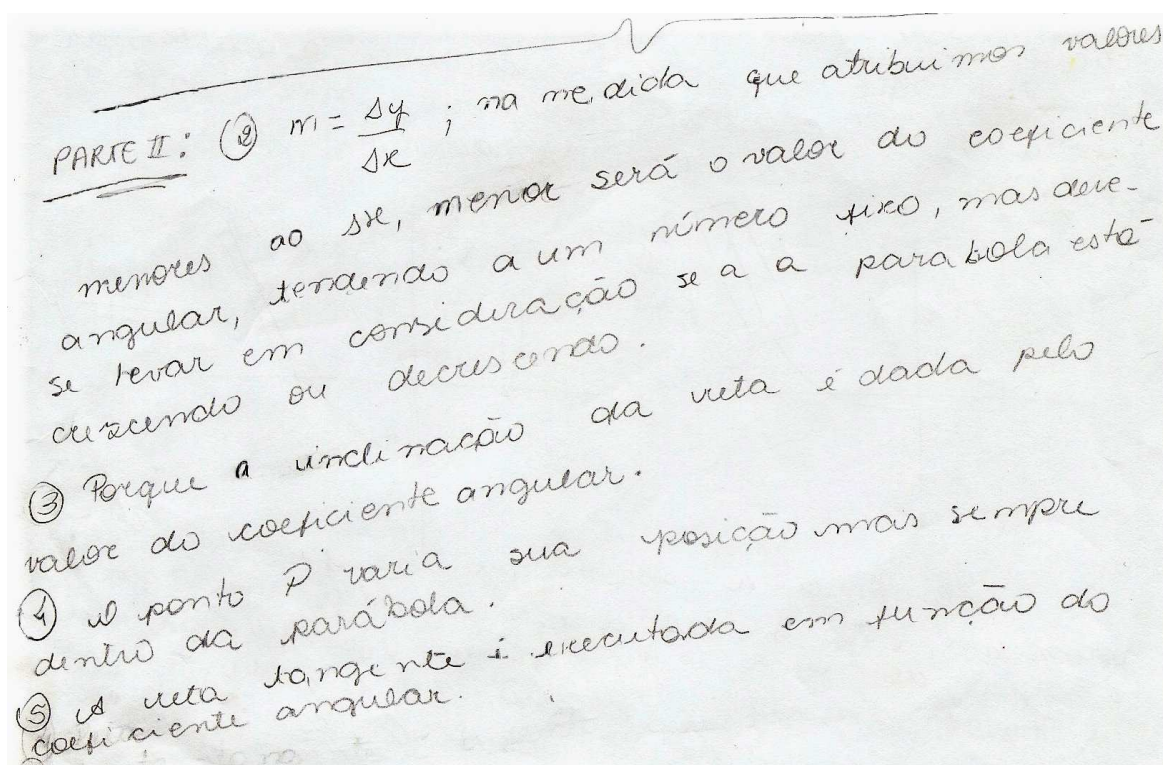 PARTE II: ② m = Δy/Δx ; na medida que atribuimos valores
menores ao Δx, menor será o valor do coeficiente
angular, tendendo a um número fixo, mas deve-
se levar em consideração se a a parabola está
crescendo ou decrescendo.
③ Porque a inclinação da reta é dada pelo
valor do coeficiente angular.
④ O ponto P varia sua posição mas sempre
dentro da parábola.
⑤ A reta tangente é executada em função do
coeficiente angular.